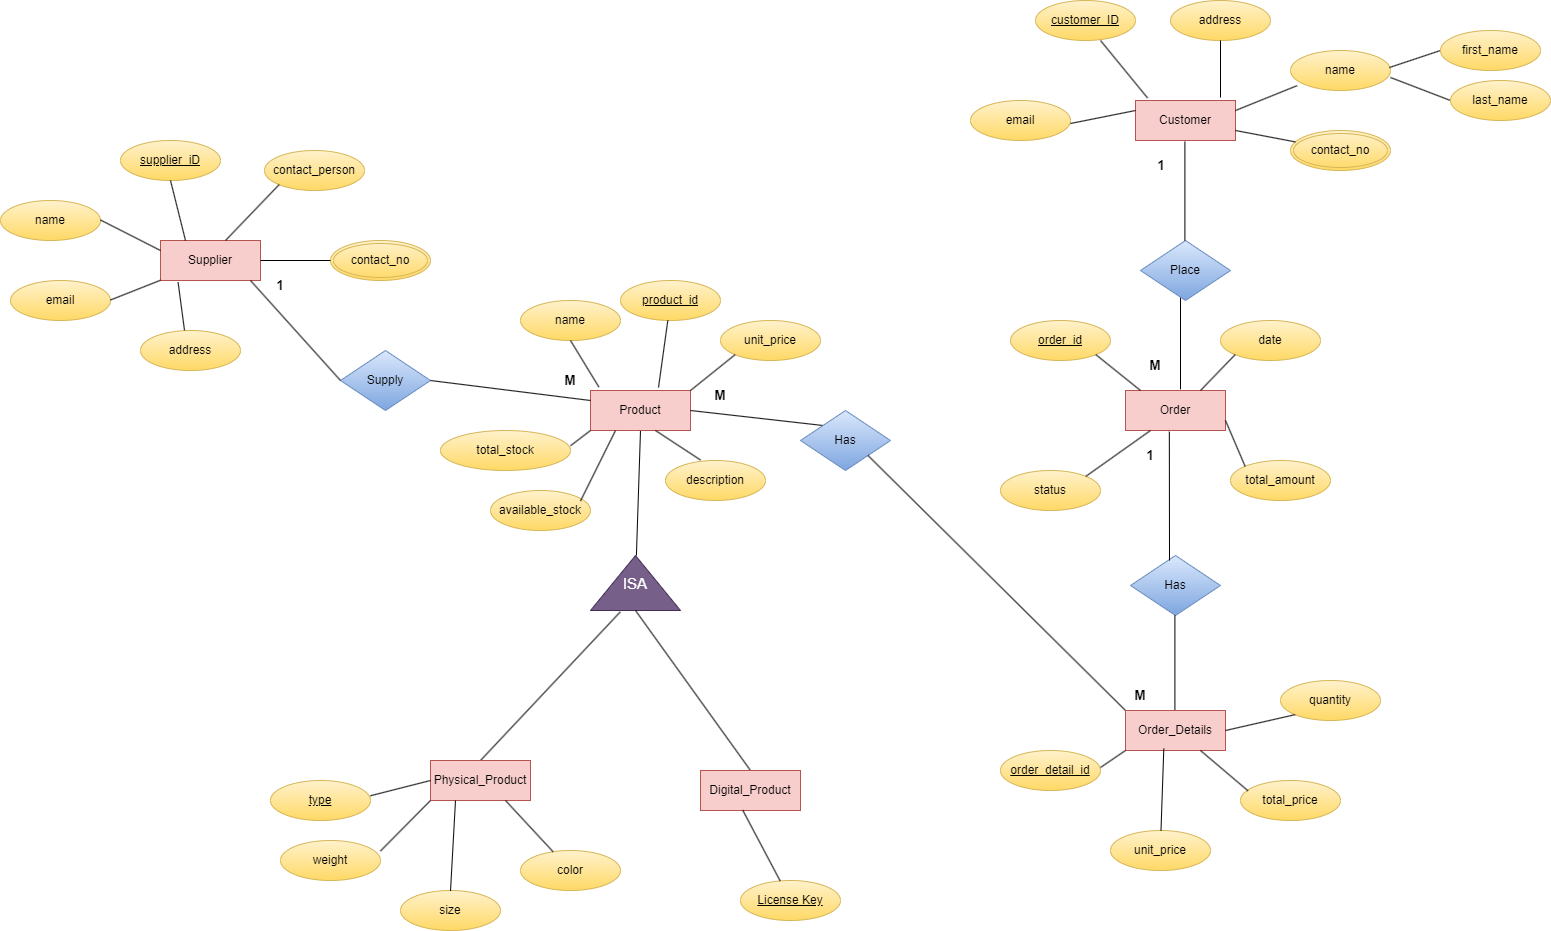 customer_ID
address
first_name
name
last_name
email
Customer
contact_no
1
supplier_iD
contact_person
name
Supplier
contact_no
1
email
address
Place
name
product_id
unit_price
order_id
date
M
Supply
M
M
Product
Order
Has
total_stock
1
description
status
total_amount
available_stock
ISA
Has
M
quantity
Order_Details
order_detail_id
total_price
unit_price
Physical_Product
Digital_Product
type
weight
color
size
License Key